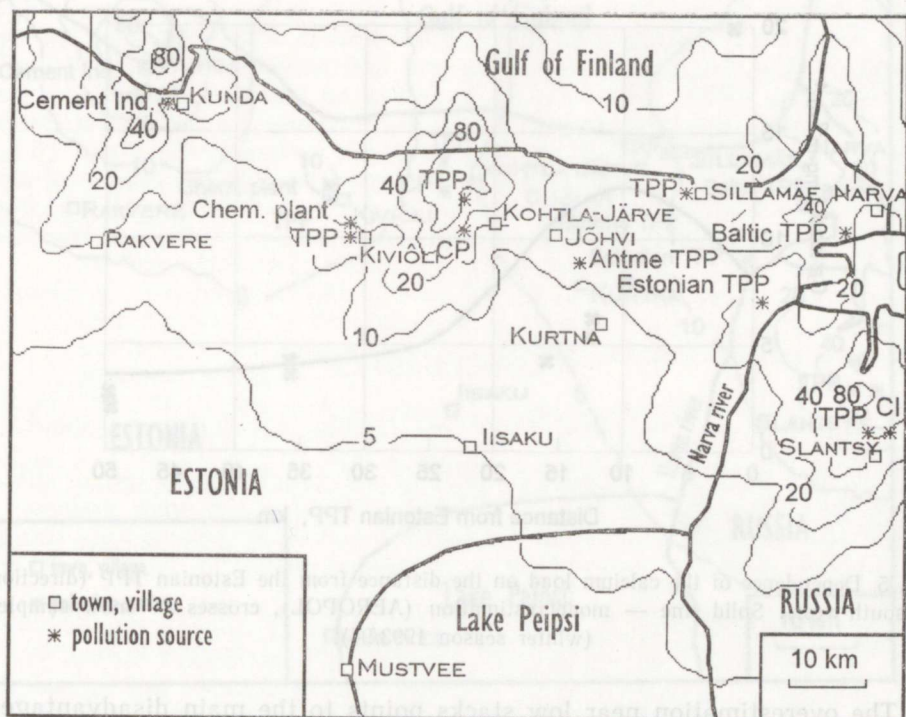 80
Gulf of Finland
10
Cement Ind.
KUNDA
40
80
20
20
40
TPP
TPP
SILLAMÄE
NARVA
Chem. plant
40
KOHTLA-JÄRVE
Baltic TPP
TPP
RAKVERE
KIVIÕLI
CP
JÕHVI
Ahtme TPP
20
Estonian TPP
20
10
KURTNA
40
80
TPP
CI
5
IISAKU
Narva river
SLANTSY
ESTONIA
20
town, village
pollution source
Lake Peipsi
RUSSIA
MUSTVEE
10 km